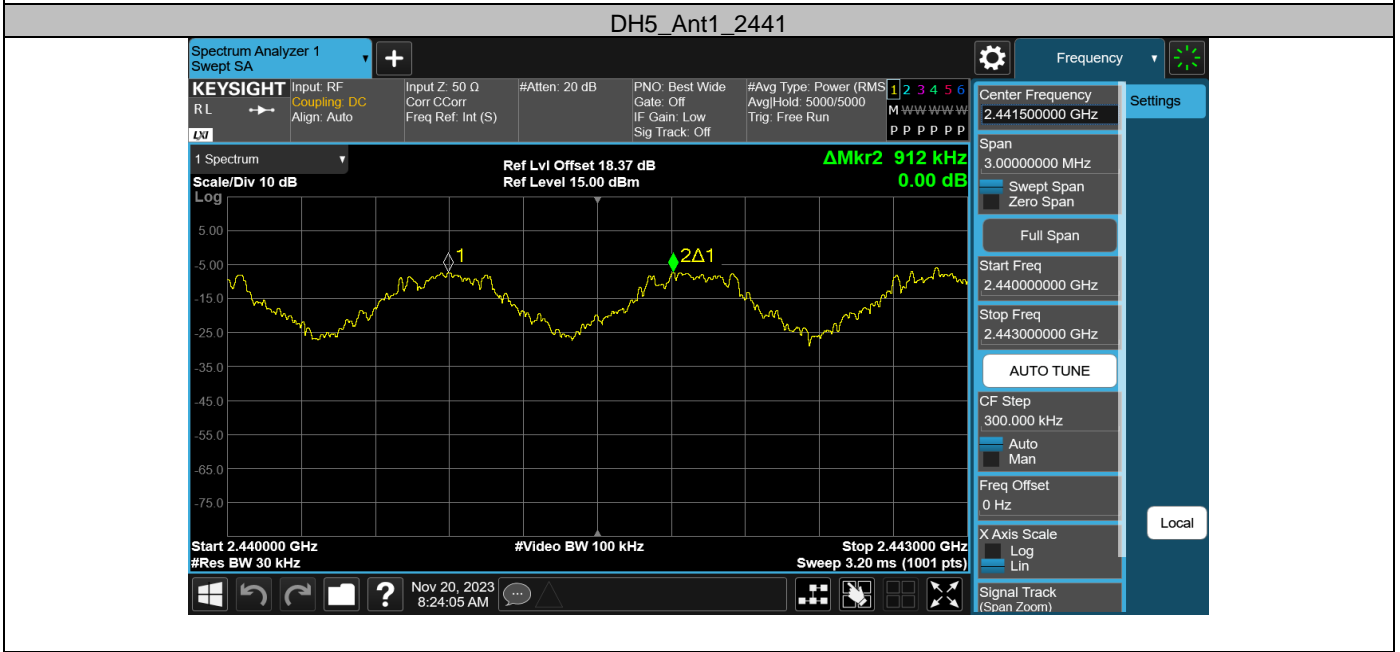 DH5_Ant1_2441
Spectrum Analyzer 1
Swept SA
Frequency
KEYSIGHT
RL
LXI
Input: RF
Coupling: DC
Align: Auto
Input Z: 50 Ω
Corr CCorr
Freq Ref: Int (S)
#Atten: 20 dB
PNO: Best Wide
Gate: Off
IF Gain: Low
Sig Track: Off
#Avg Type: Power (RMS
Avg|Hold: 5000/5000
Trig: Free Run
1 2 3 4 5 6
M W W W W W
P P P P P P
1 Spectrum
Scale/Div 10 dB
Log
Ref Lvl Offset 18.37 dB
Ref Level 15.00 dBm
ΔMkr2 912 kHz
0.00 dB
5.00
-5.00
-15.0
-25.0
-35.0
-45.0
-55.0
-65.0
-75.0
1
2Δ1
Start 2.440000 GHz
#Res BW 30 kHz
#Video BW 100 kHz
Stop 2.443000 GHz
Sweep 3.20 ms (1001 pts)
Nov 20, 2023
8:24:05 AM
Center Frequency
2.441500000 GHz
Span
3.00000000 MHz
Swept Span
Zero Span
Full Span
Start Freq
2.440000000 GHz
Stop Freq
2.443000000 GHz
AUTO TUNE
CF Step
300.000 kHz
Auto
Man
Freq Offset
0 Hz
X Axis Scale
Log
Lin
Signal Track
(Span Zoom)
Settings
Local